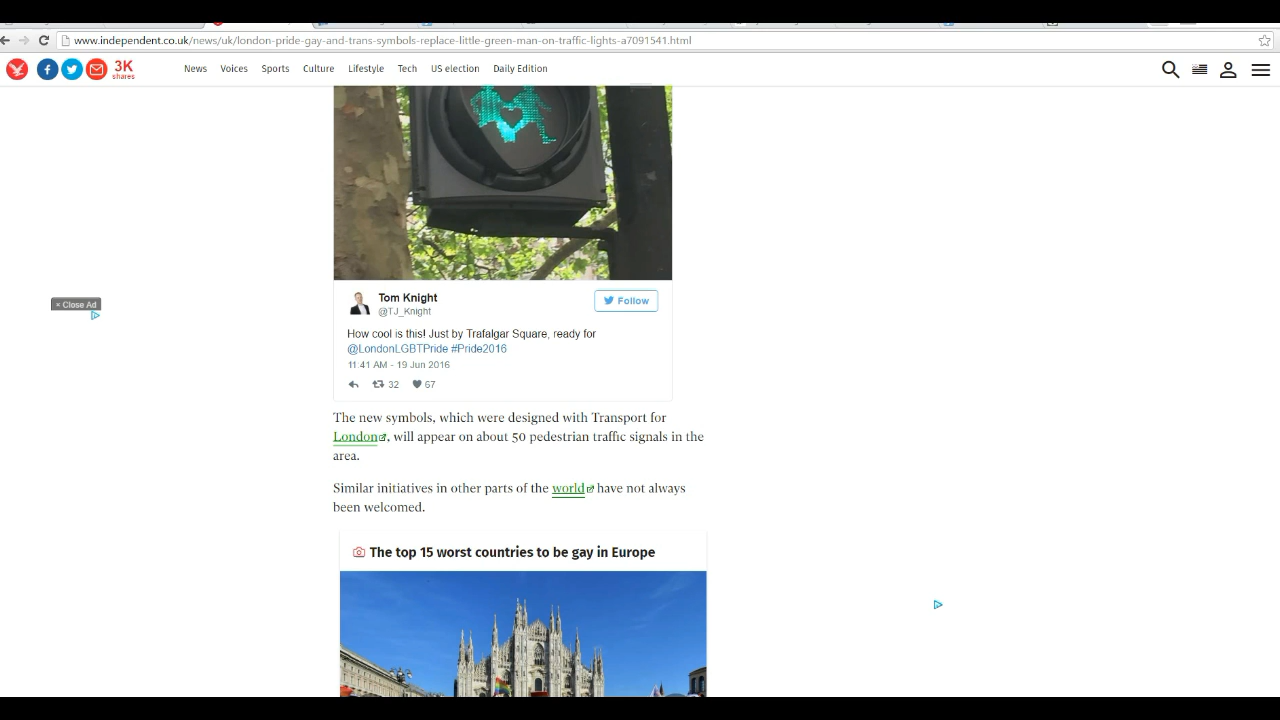 www.independent.co.uk/news/uk/london-pride-gay-and-trans-symbols-replace-little-green-man-on-traffic-lights-a7091541.html
3K
shares
News Voices Sports Culture Lifestyle Tech US election Daily Edition
× Close Ad
Tom Knight
@TJ_Knight
Follow
How cool is this! Just by Trafalgar Square, ready for
@LondonLGBTPride #Pride2016
11:41 AM - 19 Jun 2016
32 67
The new symbols, which were designed with Transport for
London, will appear on about 50 pedestrian traffic signals in the
area.
Similar initiatives in other parts of the world have not always
been welcomed.
The top 15 worst countries to be gay in Europe